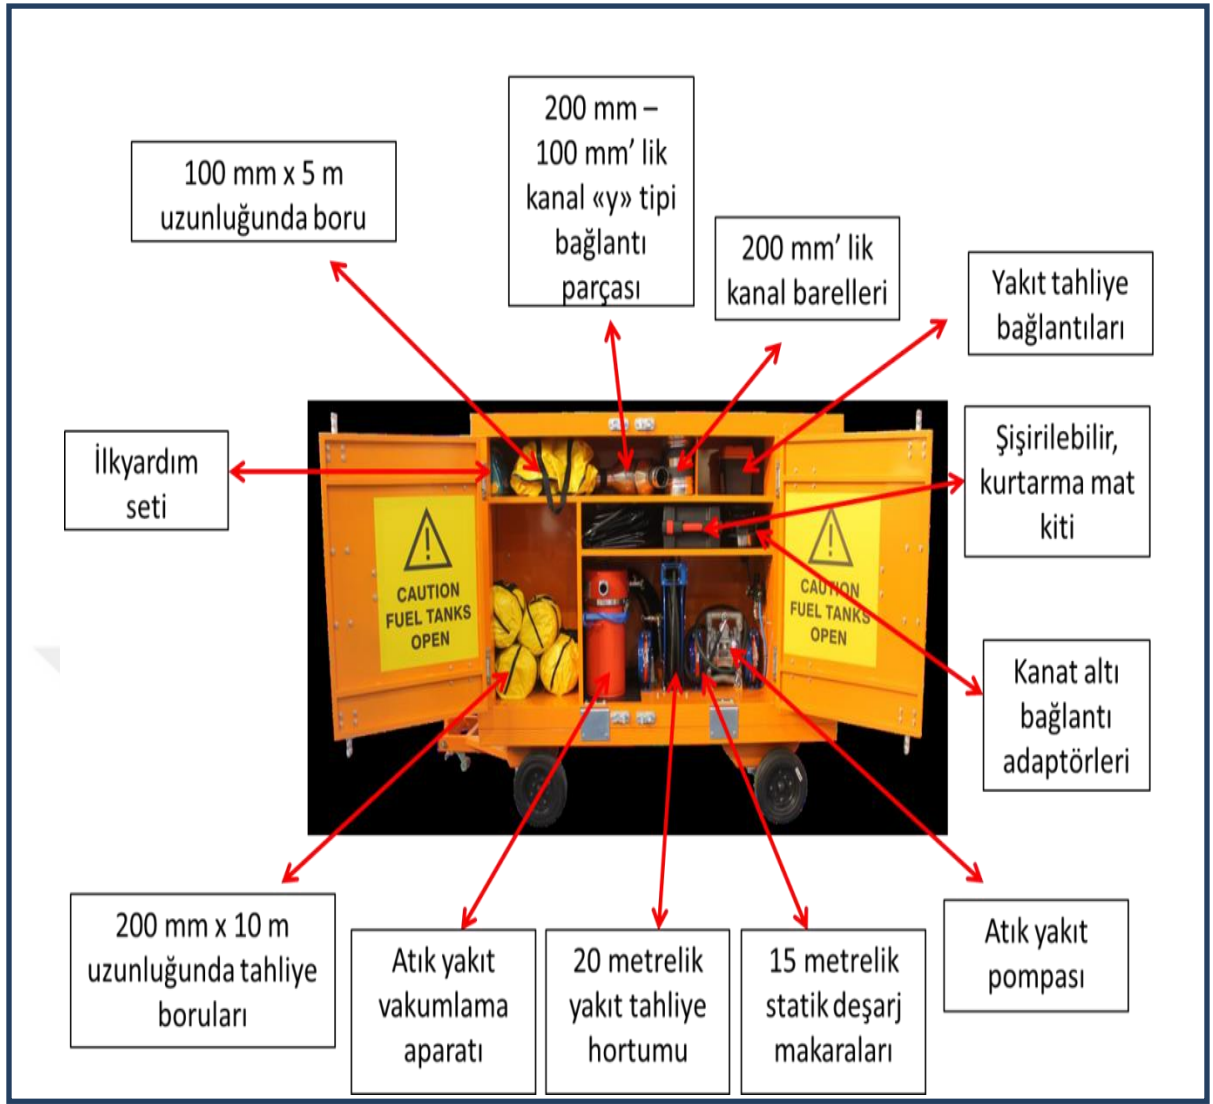 200 mm –
100 mm' lik
kanal «y» tipi
bağlantı
parçası
100 mm x 5 m
uzunluğunda boru
200 mm' lik
kanal barelleri
Yakıt tahliye
bağlantıları
İlkyardım
seti
Şişirilebilir,
kurtarma mat
kiti
CAUTION
FUEL TANKS
OPEN
CAUTION
FUEL TANKS
OPEN
Kanat altı
bağlantı
adaptörleri
200 mm x 10 m
uzunluğunda tahliye
boruları
Atık yakıt
vakumlama
aparatı
20 metrelik
yakıt tahliye
hortumu
15 metrelik
statik deşarj
makaraları
Atık yakıt
pompası